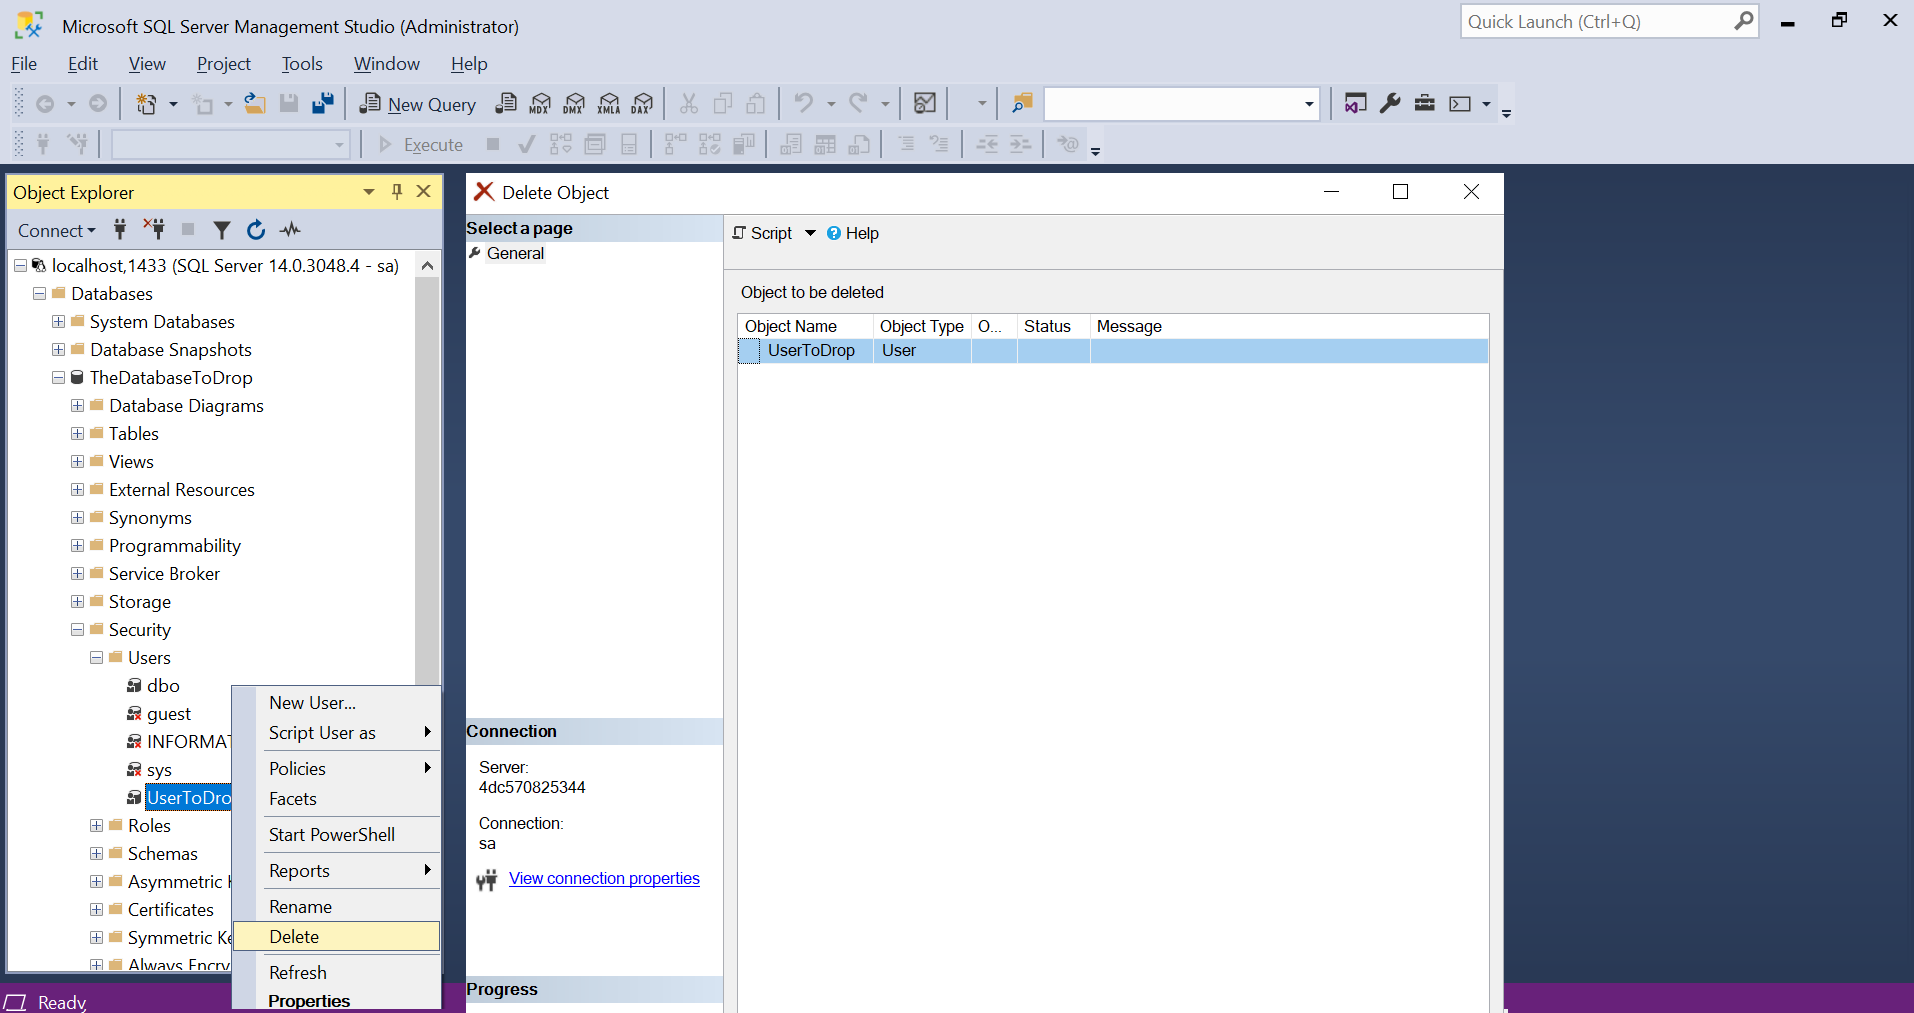 Microsoft SQL Server Management Studio (Administrator)
Quick Launch (Ctrl+Q)
File Edit View Project Tools Window Help
New Query MDX DMX XMLA DAX
Execute
Object Explorer
Connect
localhost,1433 (SQL Server 14.0.3048.4 - sa)
Databases
System Databases
Database Snapshots
TheDatabaseToDrop
Database Diagrams
Tables
Views
External Resources
Synonyms
Programmability
Service Broker
Storage
Security
Users
dbo
guest
INFORMAT
sys
UserToDro
Roles
Schemas
Asymmetric
Certificates
Symmetric Ke
Always Encry
New User...
Script User as
Policies
Facets
Start PowerShell
Reports
Rename
Delete
Refresh
Properties
Ready
Delete Object
Select a page
General
Script Help
Object to be deleted
Object Name Object Type O... Status Message
UserToDrop User
Connection
Server:
4dc570825344
Connection:
sa
View connection properties
Progress